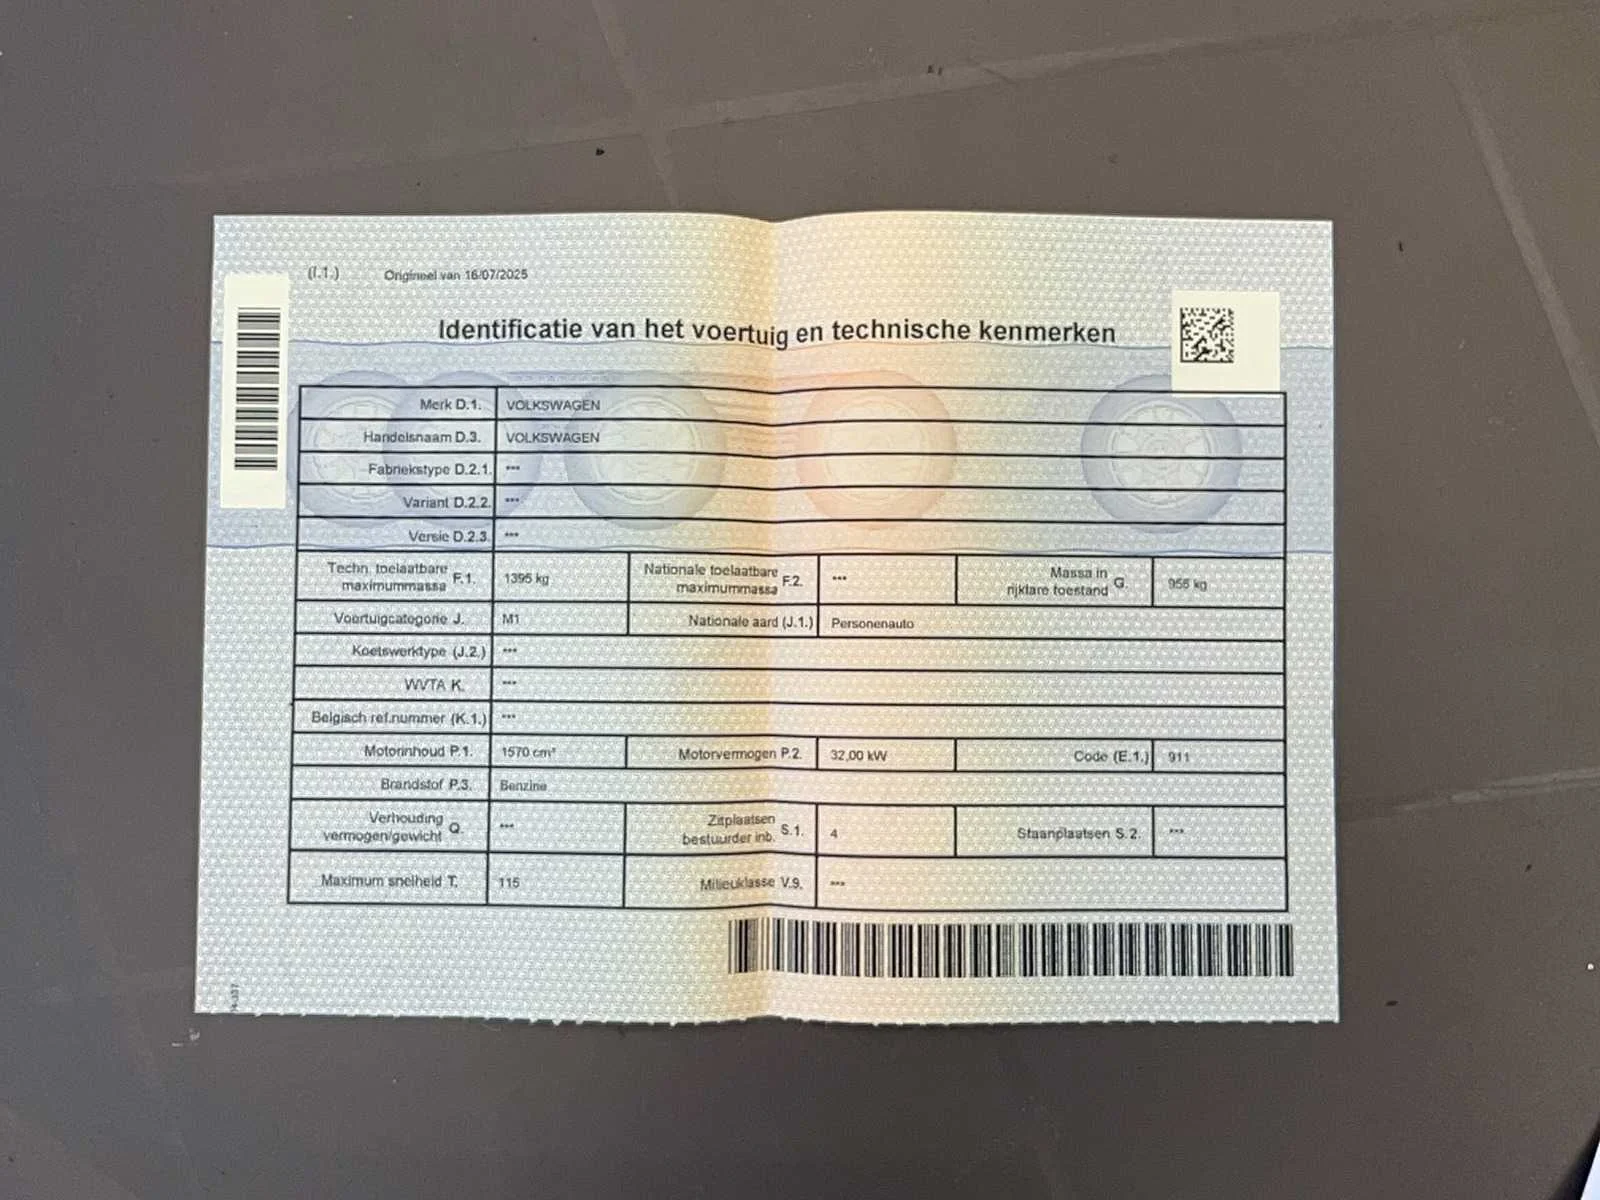 (I.1.) Origineel van 16/07/2025
Identificatie van het voertuig en technische kenmerken
Merk D.1. VOLKSWAGEN
Handelsnaam D.3. VOLKSWAGEN
Fabriekstype D.2.1. ***
Variant D.2.2. ***
Versie D.2.3. ***
Techn. toelaatbare maximummassa F.1. 1395 kg Nationale toelaatbare maximummassa F.2. *** Massa in rijklare toestand G. 955 kg
Voertuigcategorie J. M1 Nationale aard (J.1.) Personenauto
Koetswerktype (J.2.) ***
WVTA K. ***
Belgisch ref.nummer (K.1.) ***
Motorinhoud P.1. 1570 cm³ Motorvermogen P.2. 32,00 kW Code (E.1.) 911
Brandstof P.3. Benzine
Verhouding vermogen/gewicht Q. *** Zitplaatsen bestuurder inb. S.1. 4 Staanplaatsen S.2. ***
Maximum snelheid T. 115 Milieuklasse V.9. ***